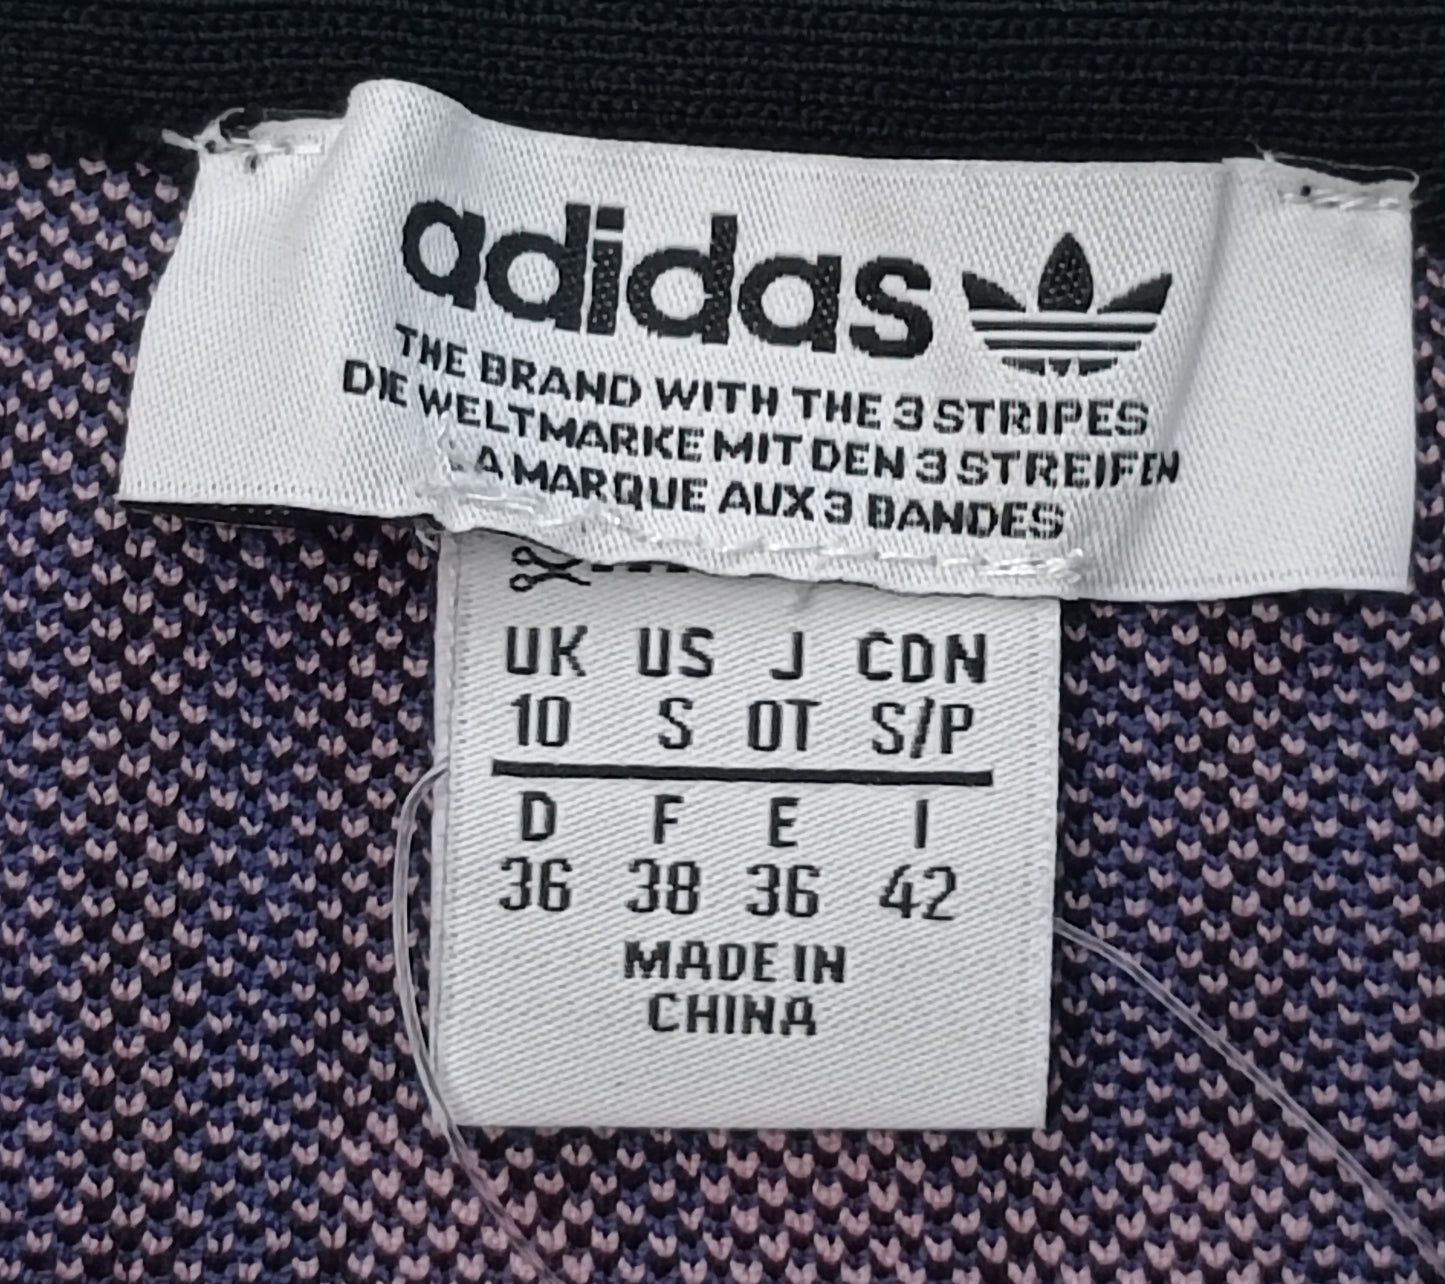 adidas
THE BRAND WITH THE 3 STRIPES
DIE WELTMARKE MIT DEN 3 STREIFEN
LA MARQUE AUX 3 BANDES
UK US J CDN
10 S OT S/P
D F E I
36 38 36 42
MADE IN
CHINA